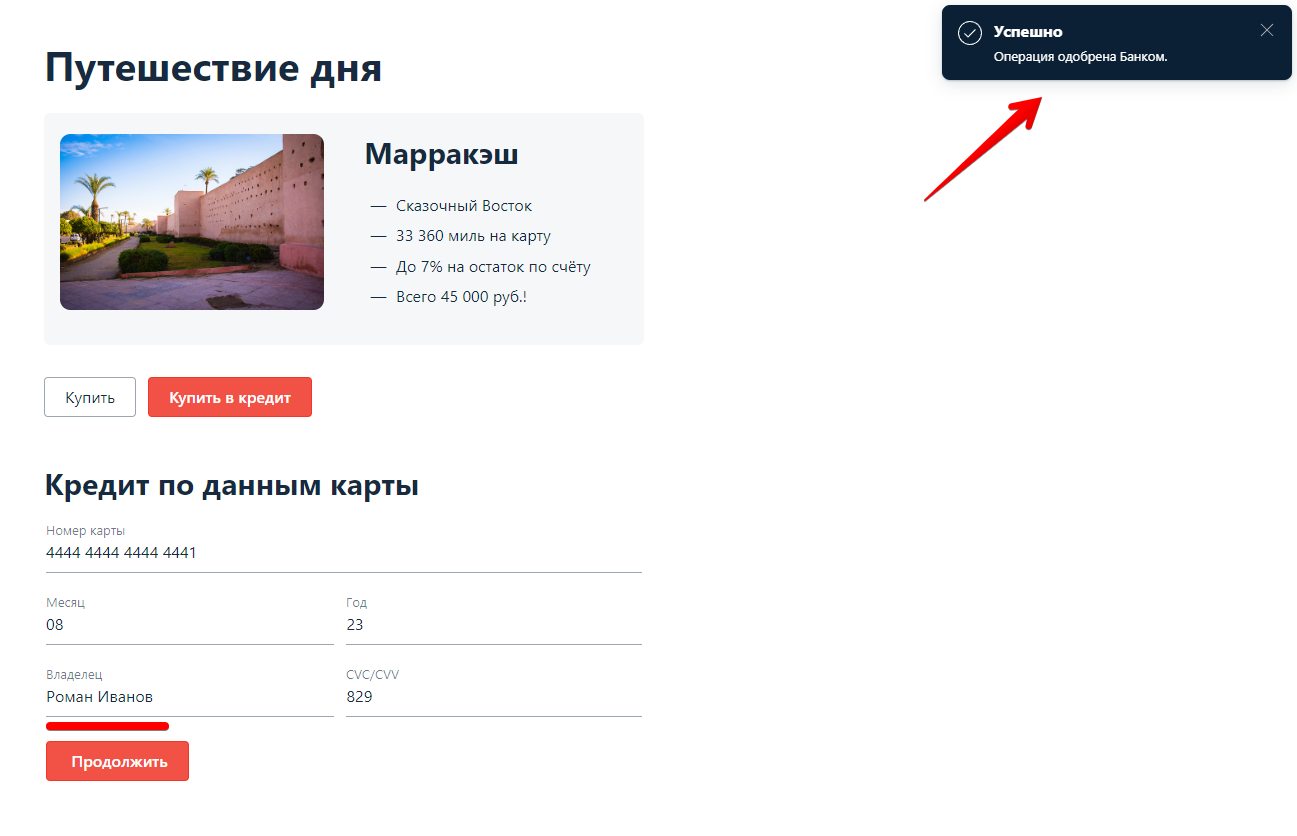 Успешно
Операция одобрена Банком.
Путешествие дня
Марракэш
— Сказочный Восток
— 33 360 миль на карту
— До 7% на остаток по счёту
— Всего 45 000 руб.!
Купить Купить в кредит
Кредит по данным карты
Номер карты
4444 4444 4444 4441
Месяц Год
08 23
Владелец CVC/CVV
Роман Иванов 829
Продолжить